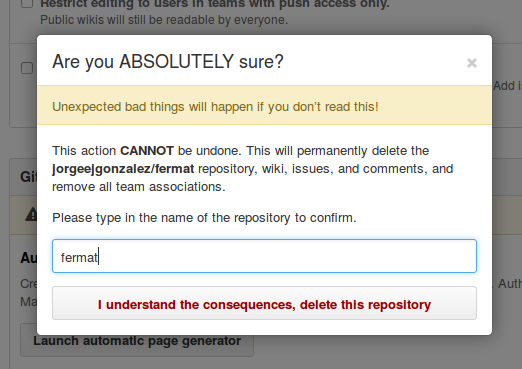 Restrict editing to users in teams with push access only.
Public wikis will still be readable by everyone.
Are you ABSOLUTELY sure?
×
Add i
Unexpected bad things will happen if you don't read this!
This action CANNOT be undone. This will permanently delete the
jorgeejgonzalez/fermat repository, wiki, issues, and comments, and
remove all team associations.
Please type in the name of the repository to confirm.
fermat
I understand the consequences, delete this repository
Launch automatic page generator